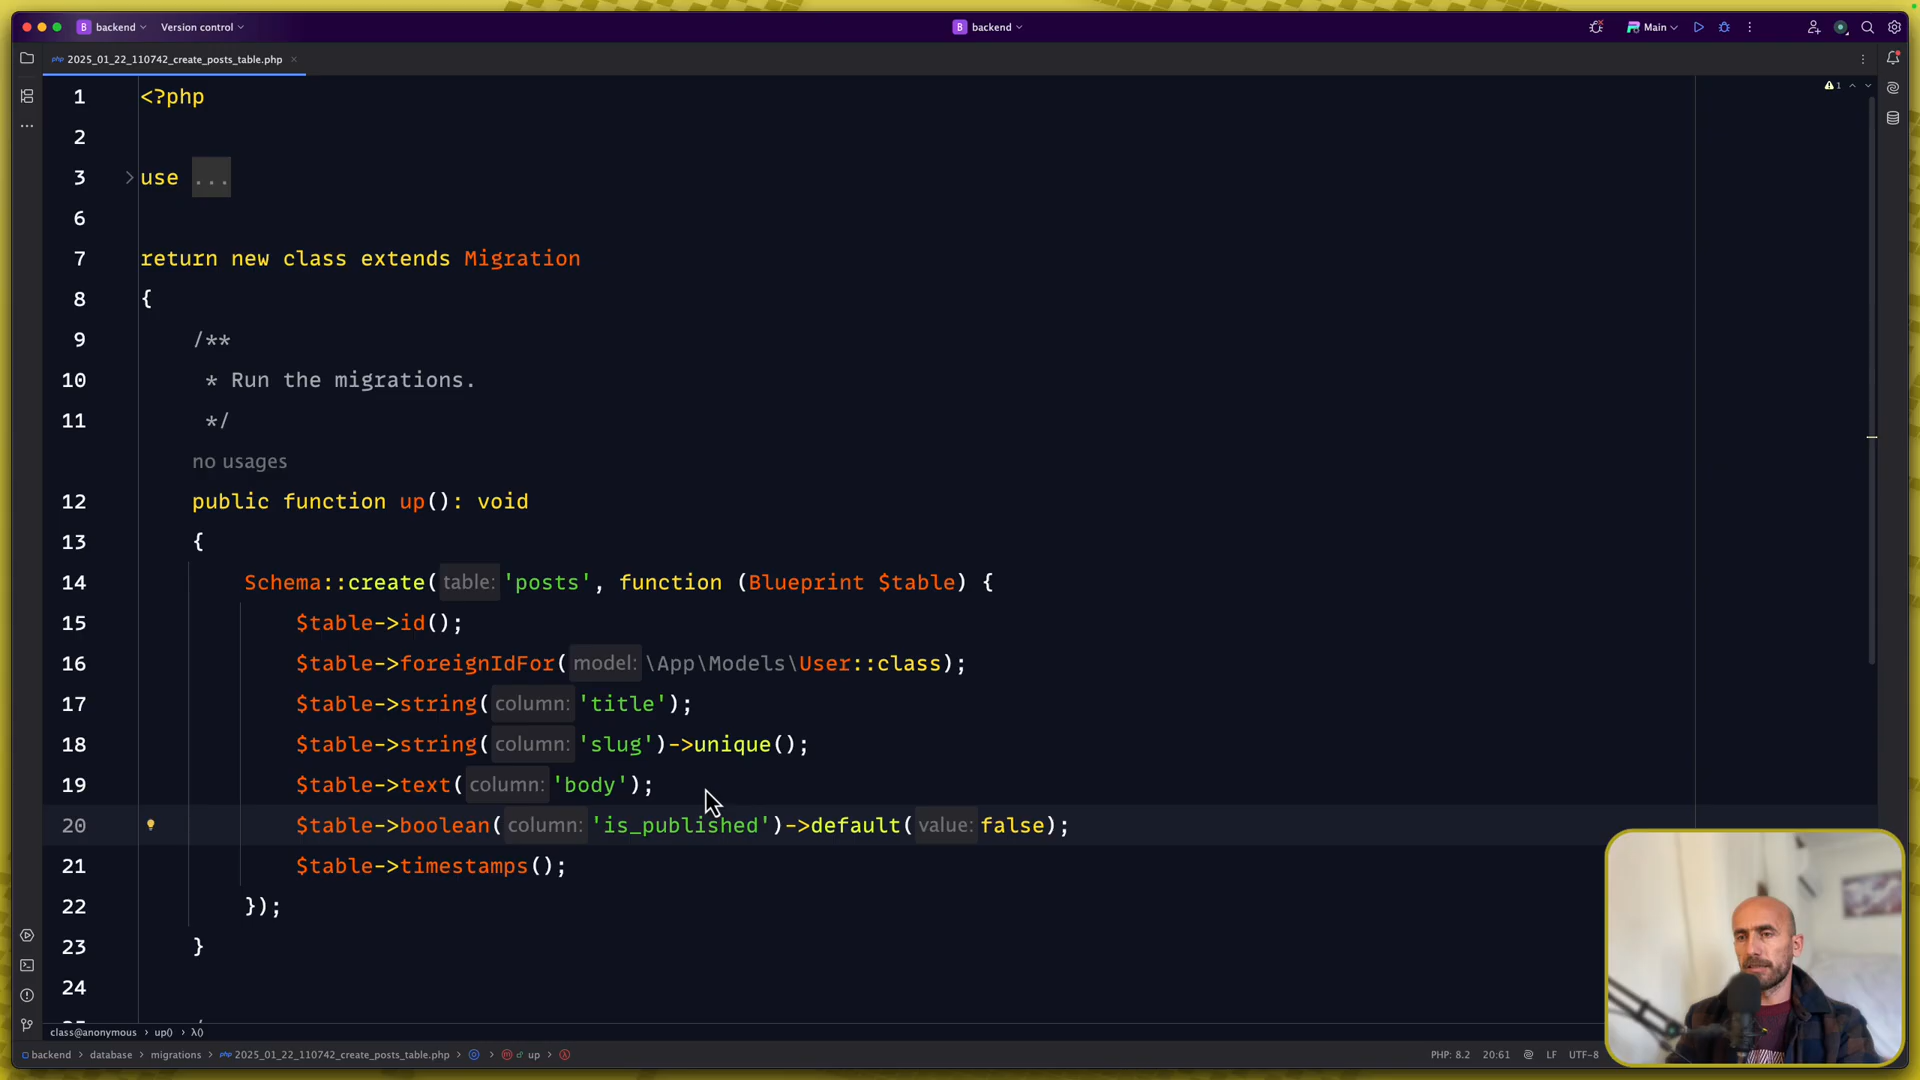 B backend Version control B backend Main
php 2025_01_22_110742_create_posts_table.php ×
1 <?php
2
3 use ...
6
7 return new class extends Migration
8 {
9 /**
10 * Run the migrations.
11 */
no usages
12 public function up(): void
13 {
14 Schema::create( table: 'posts', function (Blueprint $table) {
15 $table->id();
16 $table->foreignIdFor( model: \App\Models\User::class);
17 $table->string( column: 'title');
18 $table->string( column: 'slug')->unique();
19 $table->text( column: 'body');
20 $table->boolean( column: 'is_published')->default( value: false);
21 $table->timestamps();
22 });
23 }
24
1
class@anonymous › up() › λ()
backend › database › migrations › php 2025_01_22_110742_create_posts_table.php › up PHP: 8.2 20:61 LF UTF-8